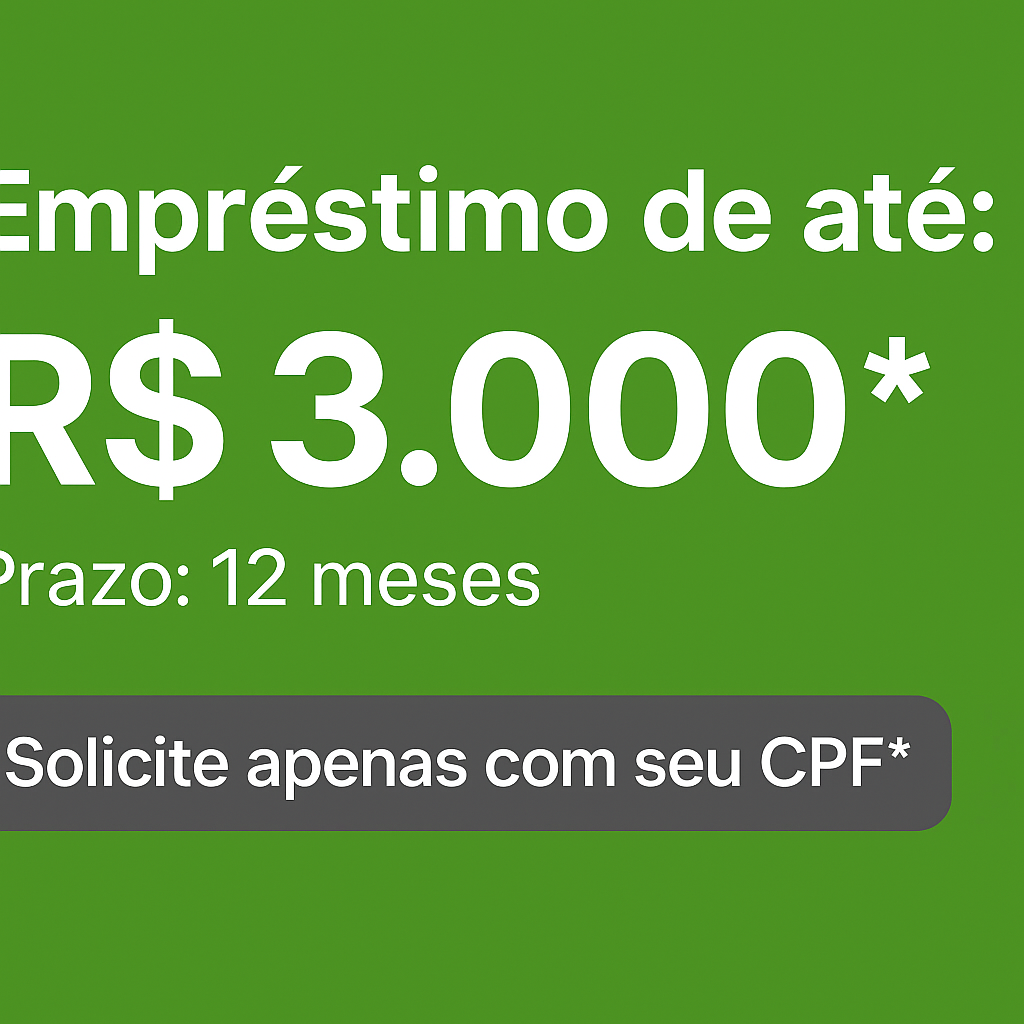 Empréstimo de até:
R$ 3.000*
Prazo: 12 meses
Solicite apenas com seu CPF*